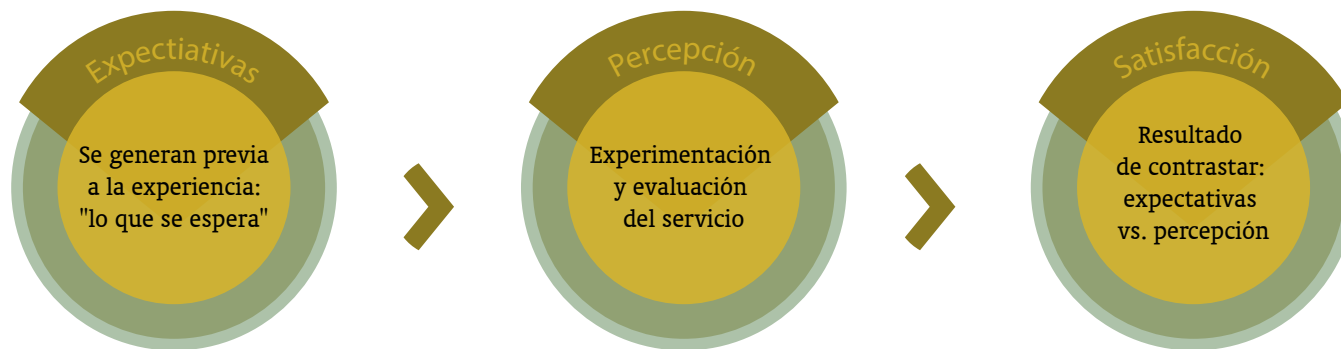 Expectiativas
Se generan previa
a la experiencia:
"lo que se espera"
Percepción
Experimentación
y evaluación
del servicio
Satisfacción
Resultado
de contrastar:
expectativas
vs. percepción